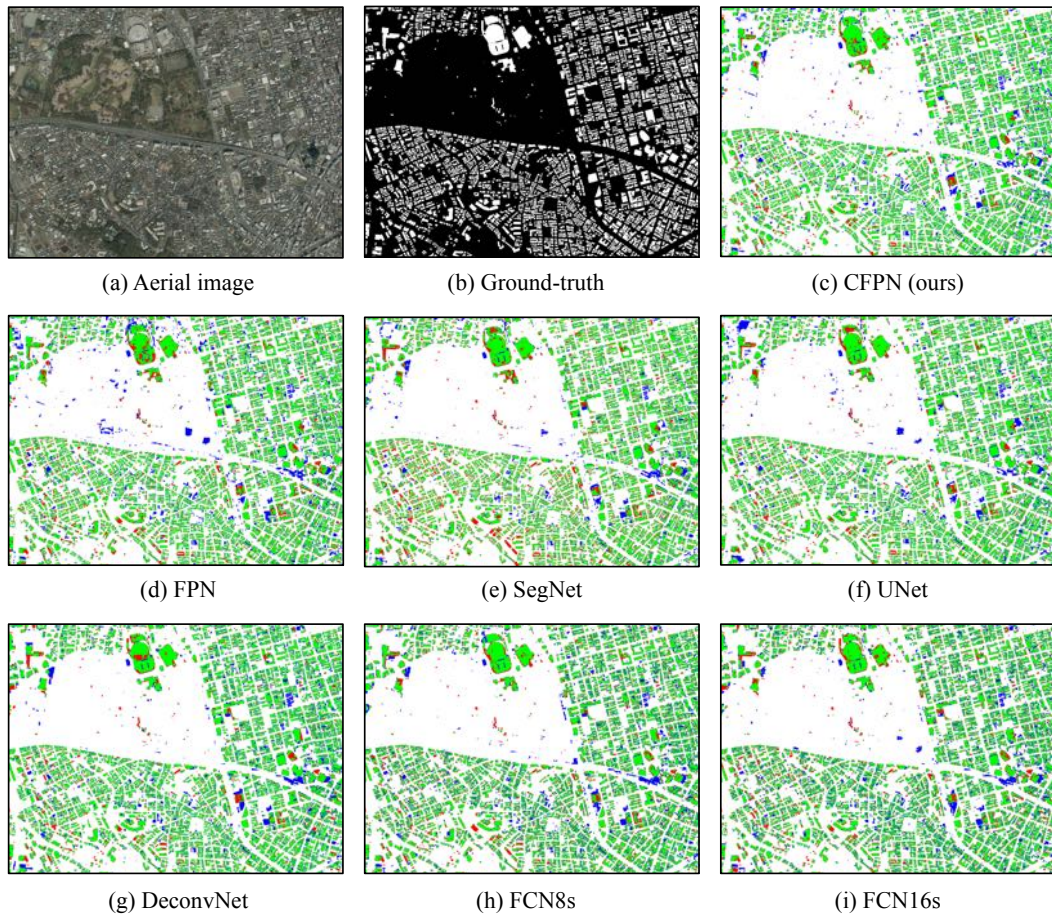 (a) Aerial image
(b) Ground-truth
(c) CFPN (ours)
(d) FPN
(e) SegNet
(f) UNet
(g) DeconvNet
(h) FCN8s
(i) FCN16s